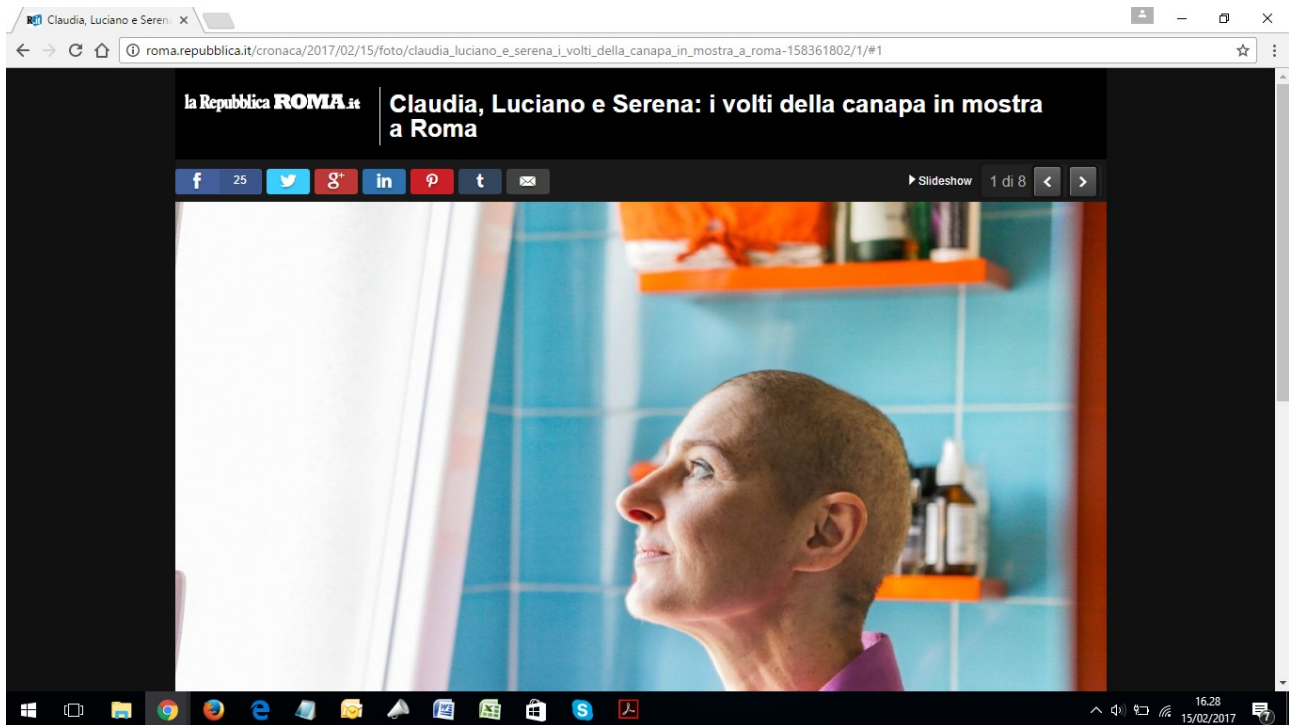 Claudia, Luciano e Seren
roma.repubblica.it/cronaca/2017/02/15/foto/claudia_luciano_e_serena_i_volti_della_canapa_in_mostra_a_roma-158361802/1/#1
la Repubblica ROMA.it
Claudia, Luciano e Serena: i volti della canapa in mostra
a Roma
f 25 g+ in t Slideshow 1 di 8
16.28
15/02/2017
7